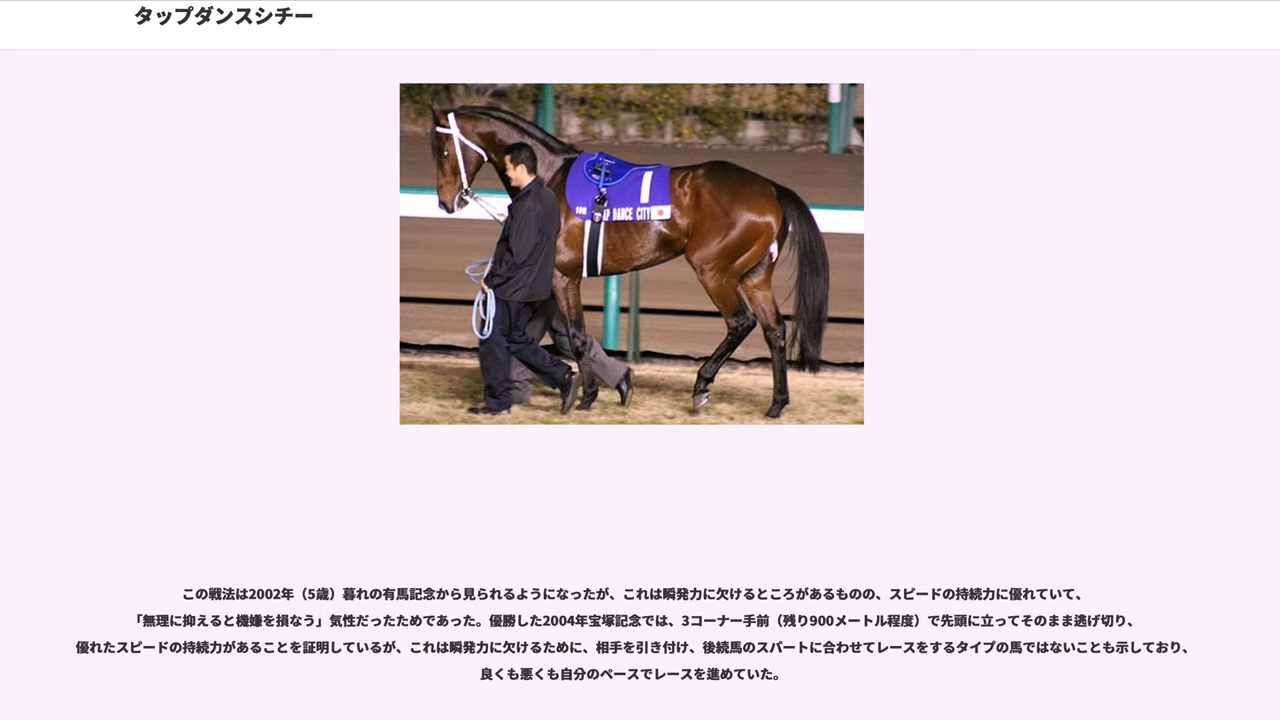 タップダンスシチー
1
AP DANCE CITY
この戦法は2002年（5歳）暮れの有馬記念から見られるようになったが、これは瞬発力に欠けるところがあるものの、スピードの持続力に優れていて、
「無理に抑えると機嫌を損なう」気性だったためであった。優勝した2004年宝塚記念では、3コーナー手前（残り900メートル程度）で先頭に立ってそのまま逃げ切り、
優れたスピードの持続力があることを証明しているが、これは瞬発力に欠けるために、相手を引き付け、後続馬のスパートに合わせてレースをするタイプの馬ではないことも示しており、
良くも悪くも自分のペースでレースを進めていた。